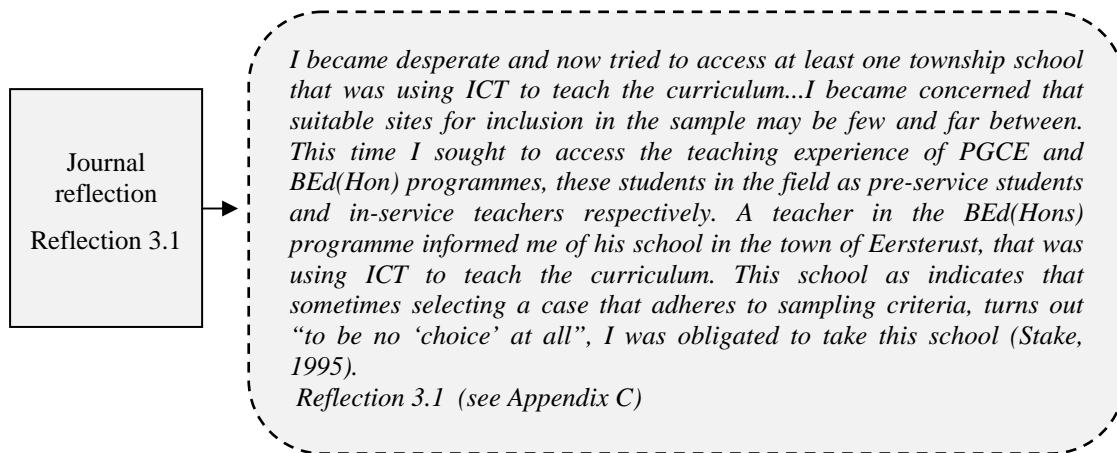 Journal
reflection
Reflection 3.1
I became desperate and now tried to access at least one township school
that was using ICT to teach the curriculum...I became concerned that
suitable sites for inclusion in the sample may be few and far between.
This time I sought to access the teaching experience of PGCE and
BEd(Hon) programmes, these students in the field as pre-service students
and in-service teachers respectively. A teacher in the BEd(Hons)
programme informed me of his school in the town of Eersterust, that was
using ICT to teach the curriculum. This school as indicates that
sometimes selecting a case that adheres to sampling criteria, turns out
“to be no ‘choice’ at all”, I was obligated to take this school (Stake,
1995).
Reflection 3.1 (see Appendix C)